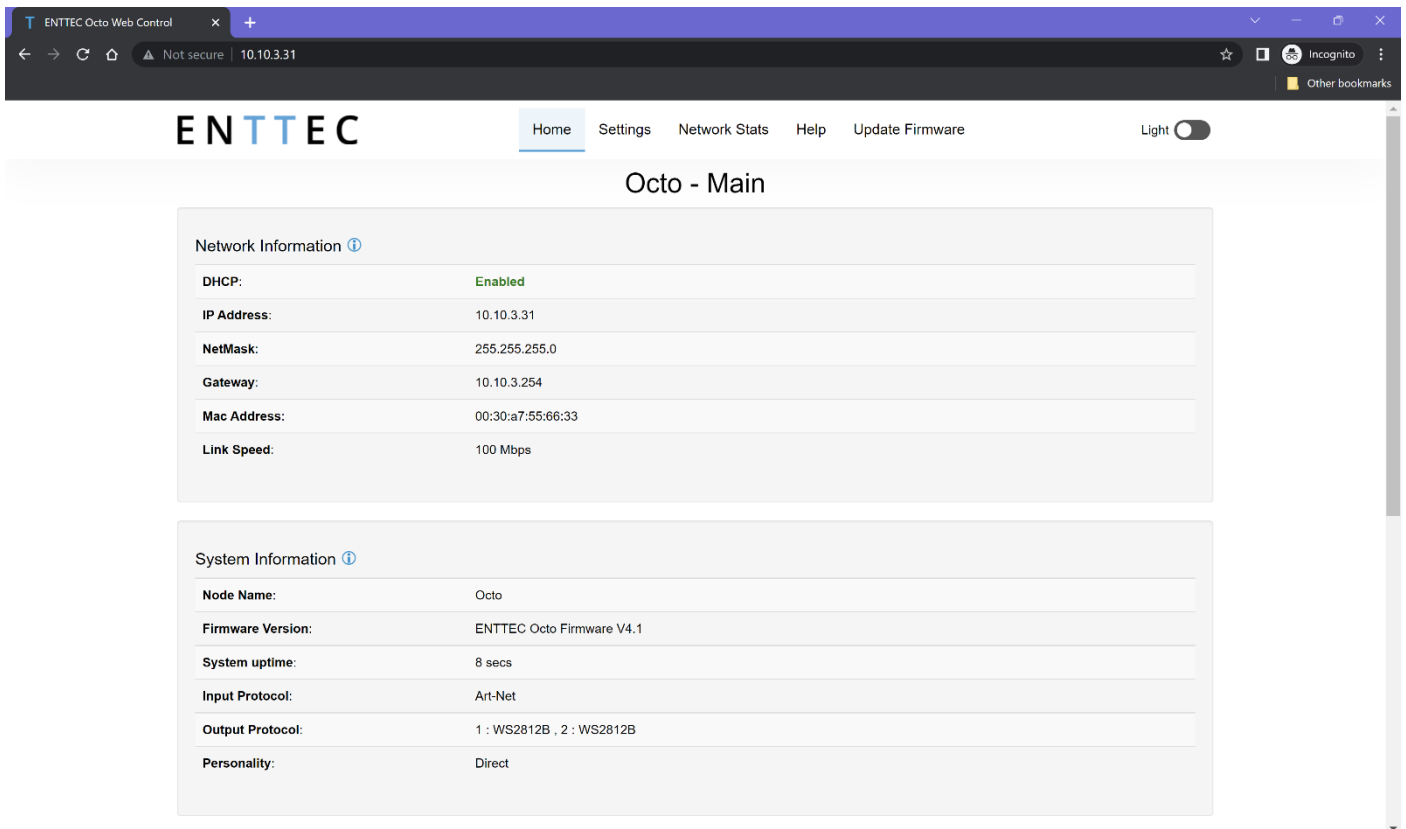 ENTTEC Octo Web Control
Not secure 10.10.3.31 Incognito
Other bookmarks
ENTTEC Home Settings Network Stats Help Update Firmware Light
Octo - Main
Network Information
DHCP: Enabled
IP Address: 10.10.3.31
NetMask: 255.255.255.0
Gateway: 10.10.3.254
Mac Address: 00:30:a7:55:66:33
Link Speed: 100 Mbps
System Information
Node Name: Octo
Firmware Version: ENTTEC Octo Firmware V4.1
System uptime: 8 secs
Input Protocol: Art-Net
Output Protocol: 1 : WS2812B , 2 : WS2812B
Personality: Direct